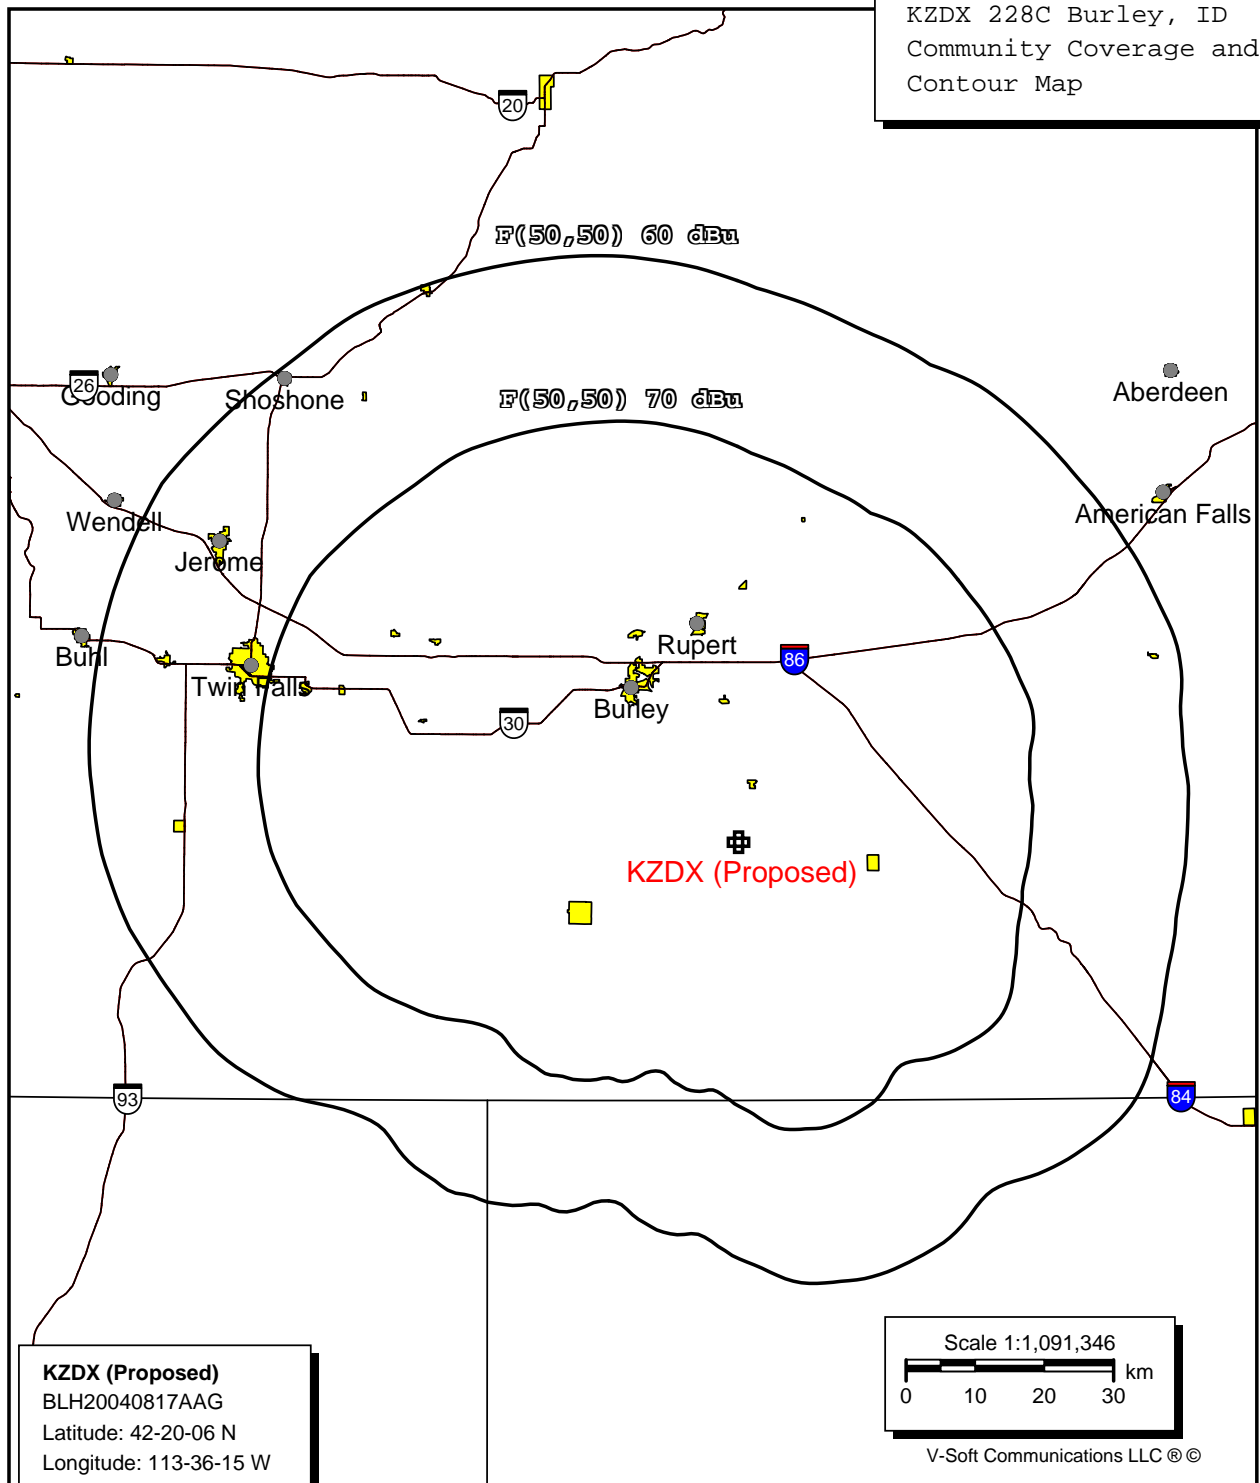 KZDX 228C Burley, ID
Community Coverage and
Contour Map
20
F(50,50) 60 dBu
26
Gooding
Shoshone
F(50,50) 70 dBu
Aberdeen
Wendell
American Falls
Jerome
Rupert
Buhl
86
Twin Falls
Burley
30
KZDX (Proposed)
93
84
KZDX (Proposed)
BLH20040817AAG
Latitude: 42-20-06 N
Longitude: 113-36-15 W
Scale 1:1,091,346
km
0 10 20 30
V-Soft Communications LLC ® ©